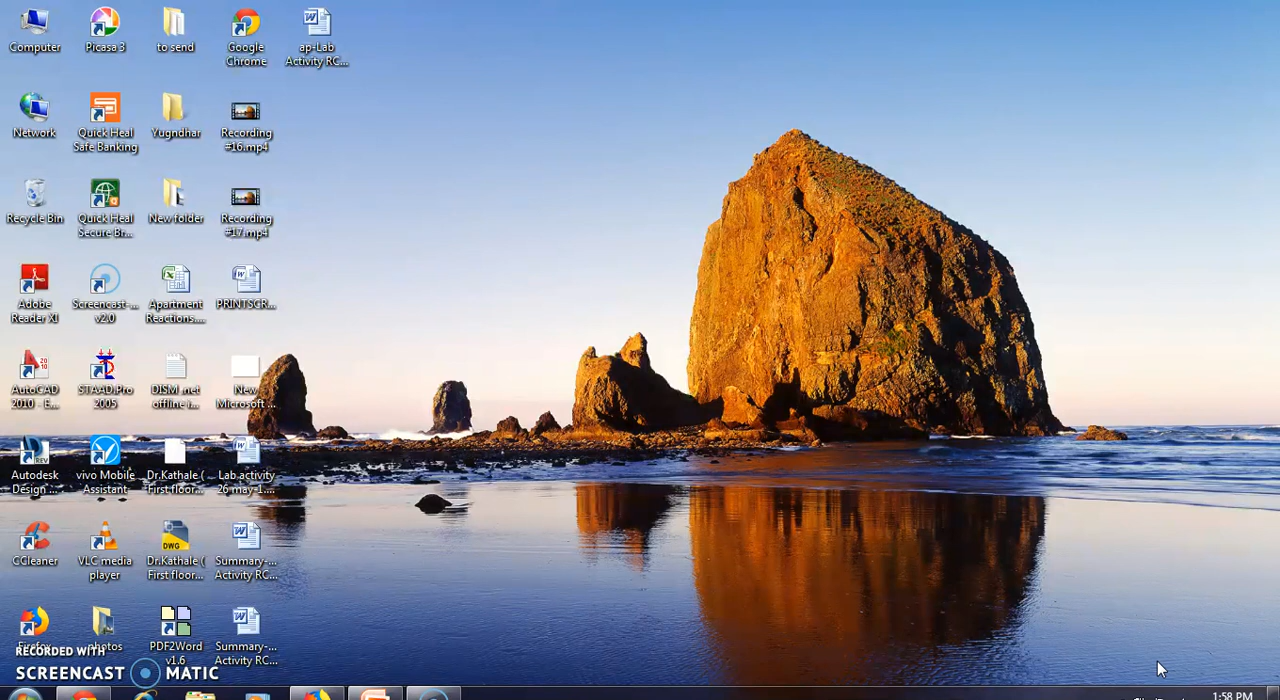 Computer
Picasa 3
to send
Google
Chrome
ap-Lab
Activity RC...
Network
Quick Heal
Safe Banking
Yugndhar
Recording
#16.mp4
Recycle Bin
Quick Heal
Secure Br...
New folder
Recording
#17.mp4
Adobe
Reader XI
Screencast-...
v2.0
Apartment
Reactions....
PRINTSCR...
AutoCAD
2010 - E...
STAAD.Pro
2005
DISM .net
offline i...
New
Microsoft ...
Autodesk
Design ...
vivo Mobile
Assistant
Dr.Kathale (
First floor...
Lab activity
26 may-1....
CCleaner
VLC media
player
DWG
Dr.Kathale (
First floor...
Summary-...
Activity RC...
Firefox
photos
PDF2Word
v1.6
Summary-...
Activity RC...
RECORDED WITH
SCREENCAST MATIC
1:58 PM